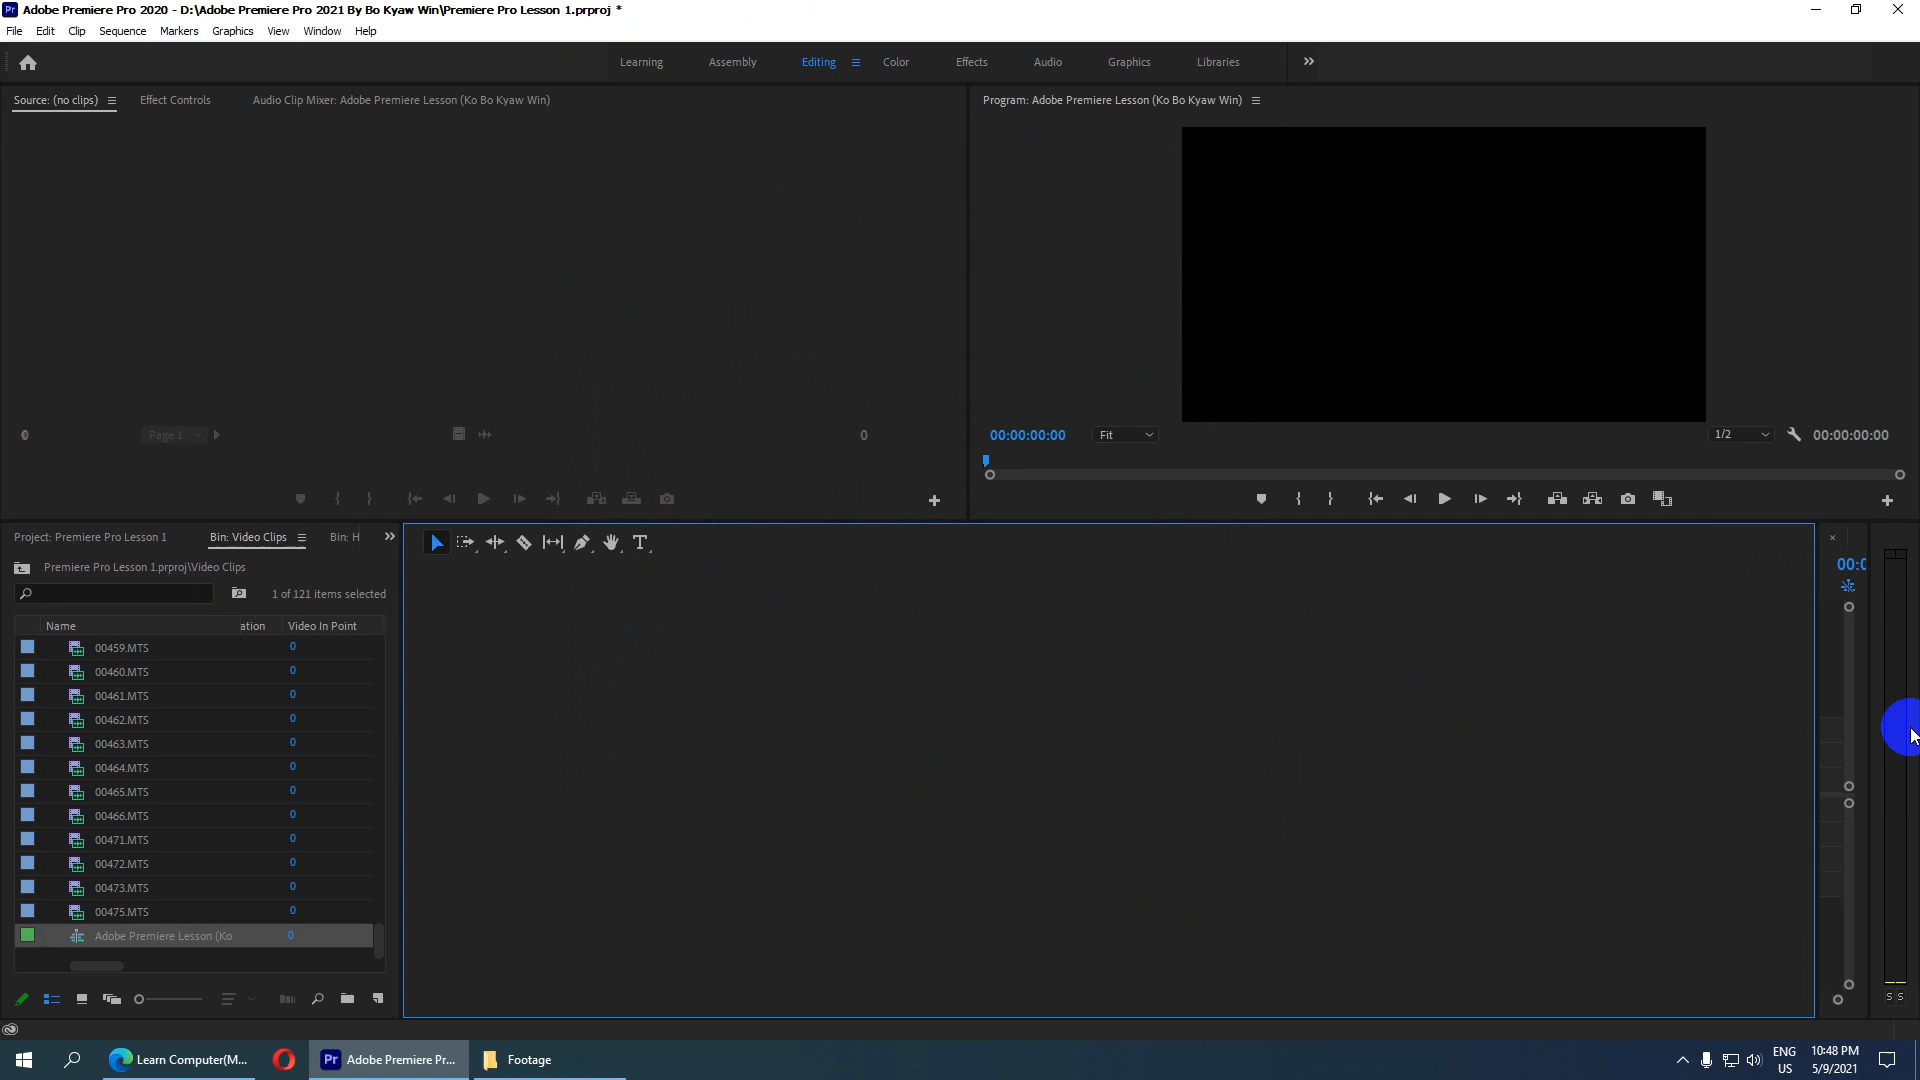 Adobe Premiere Pro 2020 - D:\Adobe Premiere Pro 2021 By Bo Kyaw Win\Premiere Pro Lesson 1.prproj *
File Edit Clip Sequence Markers Graphics View Window Help
Learning Assembly Editing Color Effects Audio Graphics Libraries
Source: (no clips) Effect Controls Audio Clip Mixer: Adobe Premiere Lesson (Ko Bo Kyaw Win)
Program: Adobe Premiere Lesson (Ko Bo Kyaw Win)
0 Page 1 0
00:00:00:00 Fit 1/2 00:00:00:00
Project: Premiere Pro Lesson 1 Bin: Video Clips Bin: H
Premiere Pro Lesson 1.prproj\Video Clips
1 of 121 items selected
Name ation Video In Point
00459.MTS 0
00460.MTS 0
00461.MTS 0
00462.MTS 0
00463.MTS 0
00464.MTS 0
00465.MTS 0
00466.MTS 0
00471.MTS 0
00472.MTS 0
00473.MTS 0
00475.MTS 0
Adobe Premiere Lesson (Ko 0
00:0
S S
Learn Computer(M... Adobe Premiere Pr... Footage
ENG
US
10:48 PM
5/9/2021